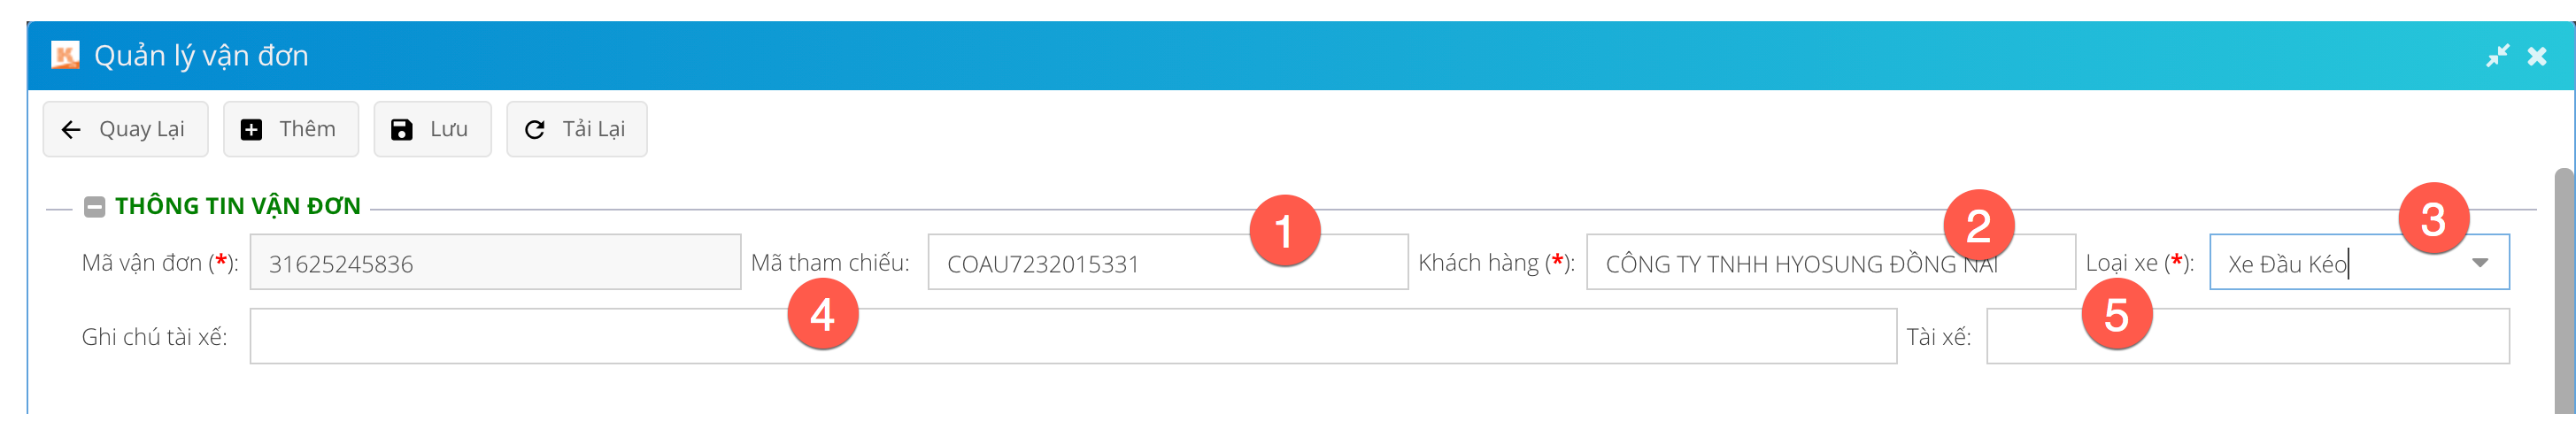 Quản lý vận đơn
Quay Lại Thêm Lưu Tải Lại
THÔNG TIN VẬN ĐƠN
1 2 3
Mã vận đơn (*): 31625245836 Mã tham chiếu: COAU7232015331 Khách hàng (*): CÔNG TY TNHH HYOSUNG ĐỒNG NAI Loại xe (*): Xe Đầu Kéo
4 5
Ghi chú tài xế: Tài xế: